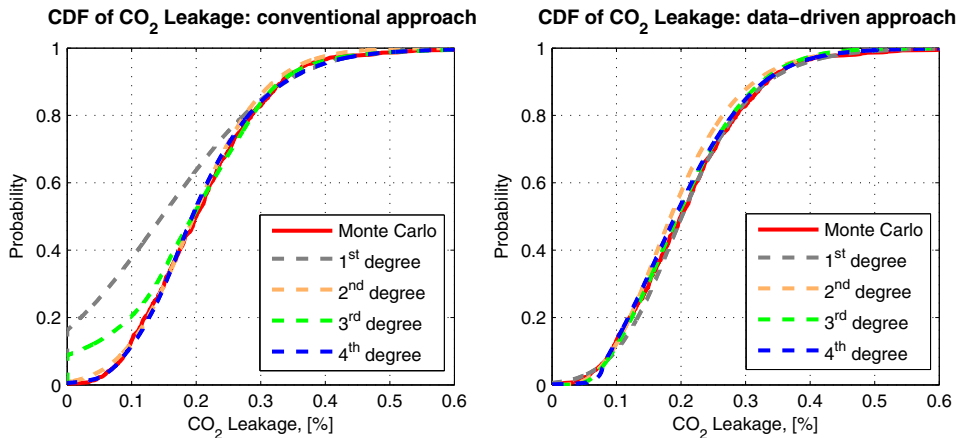 CDF of CO2 Leakage: conventional approach
1
0.8
0.6
0.4
0.2
0
Probability
0 0.1 0.2 0.3 0.4 0.5 0.6
CO2 Leakage, [%]
Monte Carlo
1st degree
2nd degree
3rd degree
4th degree
CDF of CO2 Leakage: data-driven approach
1
0.8
0.6
0.4
0.2
0
Probability
0 0.1 0.2 0.3 0.4 0.5 0.6
CO2 Leakage, [%]
Monte Carlo
1st degree
2nd degree
3rd degree
4th degree